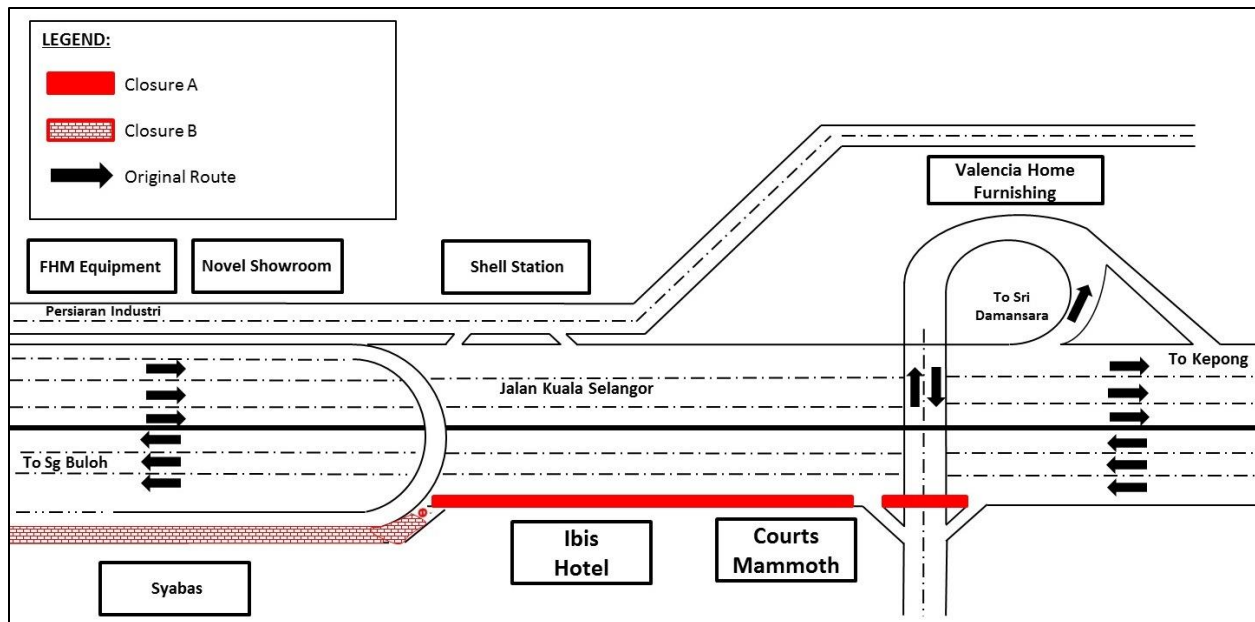 LEGEND:
Closure A
Closure B
Original Route
Valencia Home
Furnishing
FHM Equipment
Novel Showroom
Shell Station
Persiaran Industri
To Sri
Damansara
To Kepong
Jalan Kuala Selangor
To Sg Buloh
Ibis
Hotel
Courts
Mammoth
Syabas